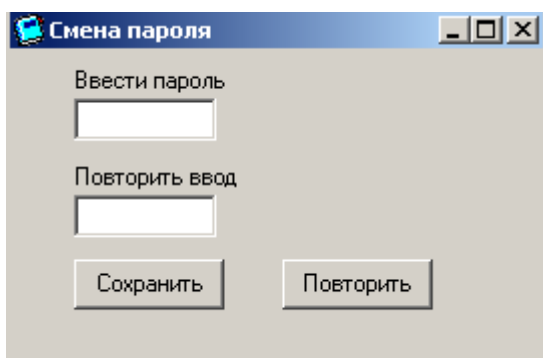 Смена пароля
Ввести пароль
Повторить ввод
Сохранить Повторить